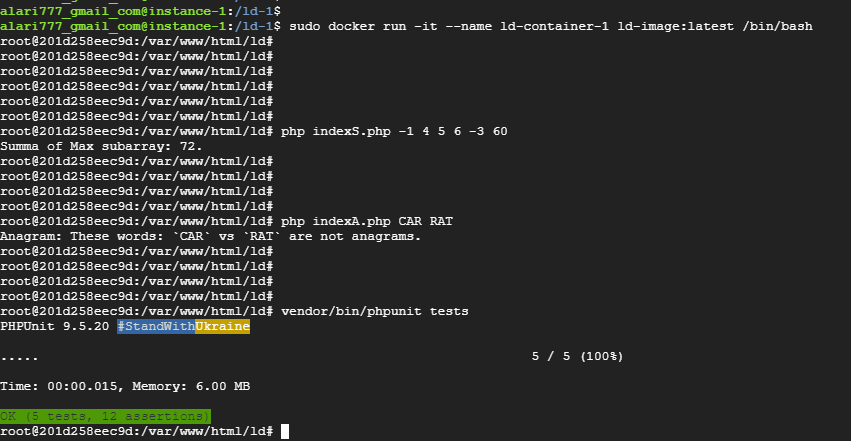 alari777_gmail_com@instance-1:/ld-1$
alari777_gmail_com@instance-1:/ld-1$ sudo docker run -it --name ld-container-1 ld-image:latest /bin/bash
root@201d258eec9d:/var/www/html/ld#
root@201d258eec9d:/var/www/html/ld#
root@201d258eec9d:/var/www/html/ld#
root@201d258eec9d:/var/www/html/ld#
root@201d258eec9d:/var/www/html/ld#
root@201d258eec9d:/var/www/html/ld#
root@201d258eec9d:/var/www/html/ld# php indexS.php -1 4 5 6 -3 60
Summa of Max subarray: 72.
root@201d258eec9d:/var/www/html/ld#
root@201d258eec9d:/var/www/html/ld#
root@201d258eec9d:/var/www/html/ld#
root@201d258eec9d:/var/www/html/ld#
root@201d258eec9d:/var/www/html/ld# php indexA.php CAR RAT
Anagram: These words: `CAR` vs `RAT` are not anagrams.
root@201d258eec9d:/var/www/html/ld#
root@201d258eec9d:/var/www/html/ld#
root@201d258eec9d:/var/www/html/ld#
root@201d258eec9d:/var/www/html/ld#
root@201d258eec9d:/var/www/html/ld# vendor/bin/phpunit tests
PHPUnit 9.5.20 #StandWithUkraine
..... 5 / 5 (100%)
Time: 00:00.015, Memory: 6.00 MB
OK (5 tests, 12 assertions)
root@201d258eec9d:/var/www/html/ld#